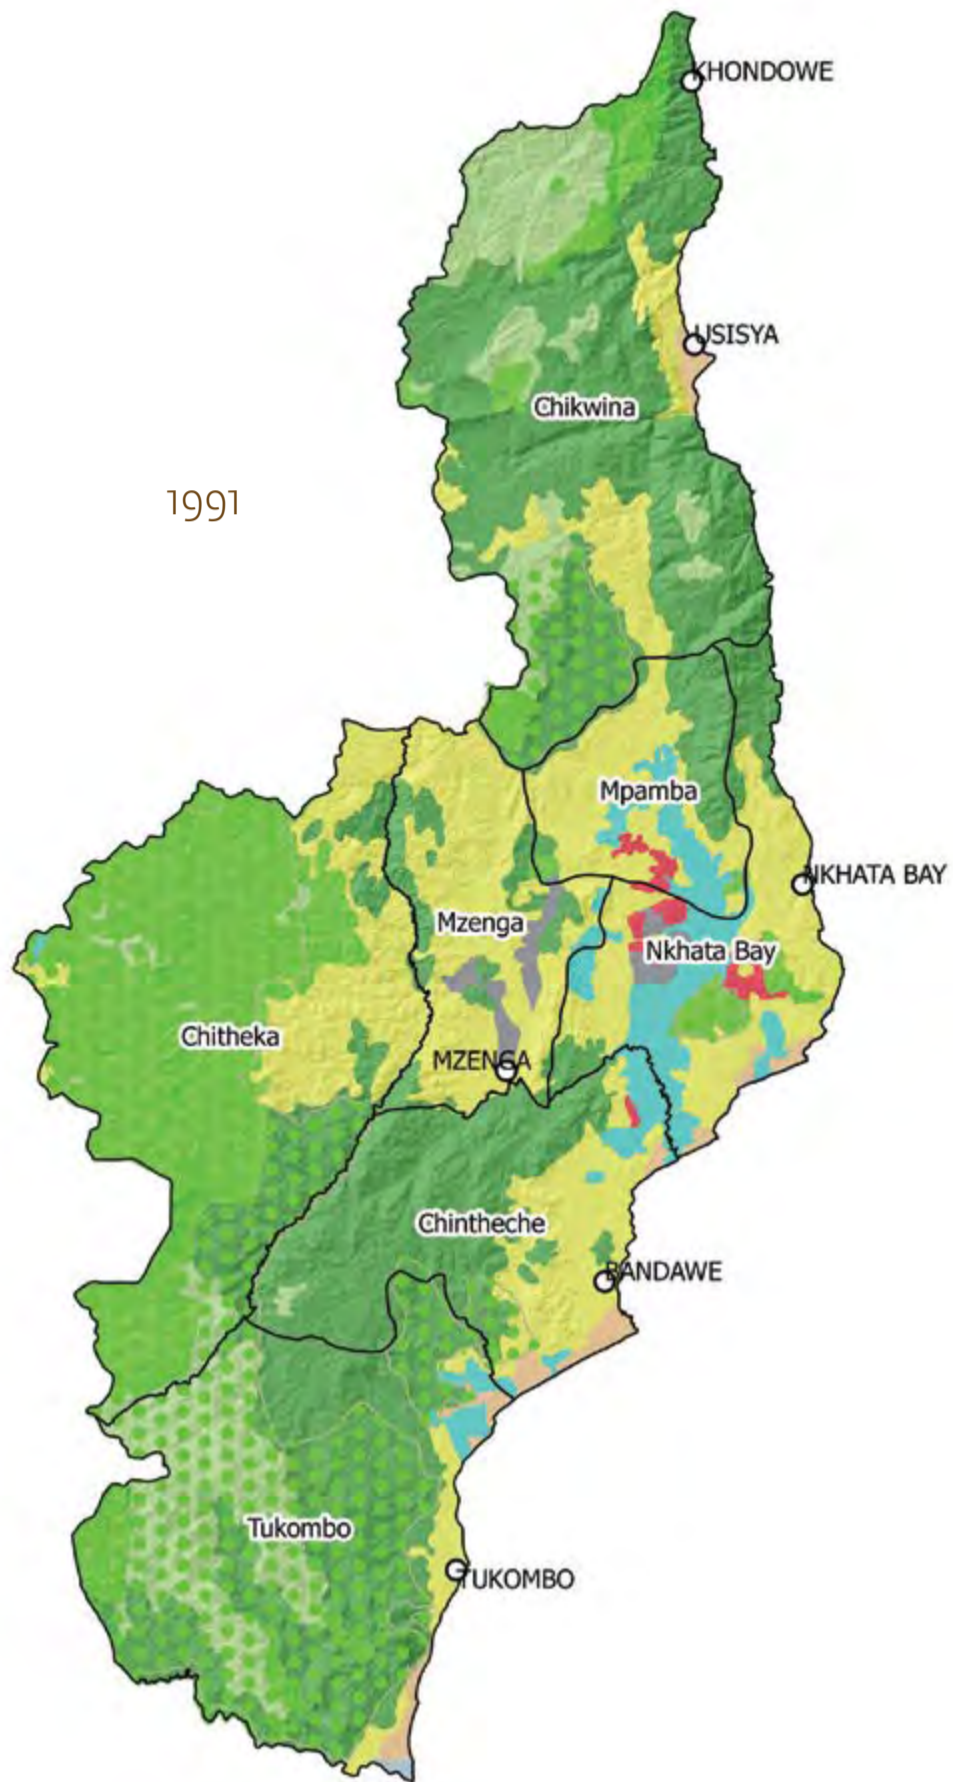 KHONDOWE
USISYA
Chikwina
1991
Mpamba
NKHATA BAY
Mzenga
Nkhata Bay
Chitheka
MZENGA
Chintheche
BANDAWE
Tukombo
TUKOMBO